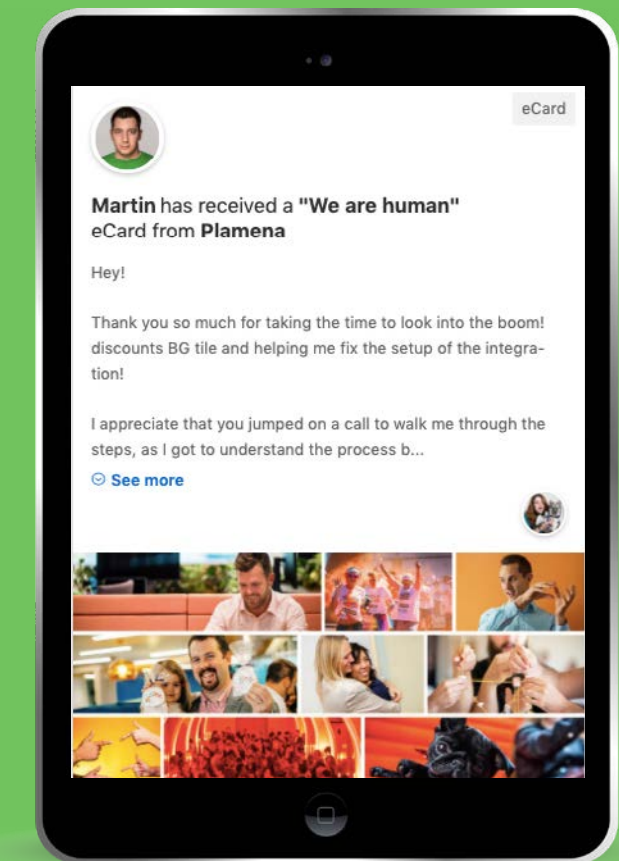 eCard
Martin has received a "We are human"
eCard from Plamena
Hey!
Thank you so much for taking the time to look into the boom!
discounts BG tile and helping me fix the setup of the integra-
tion!
I appreciate that you jumped on a call to walk me through the
steps, as I got to understand the process b...
See more